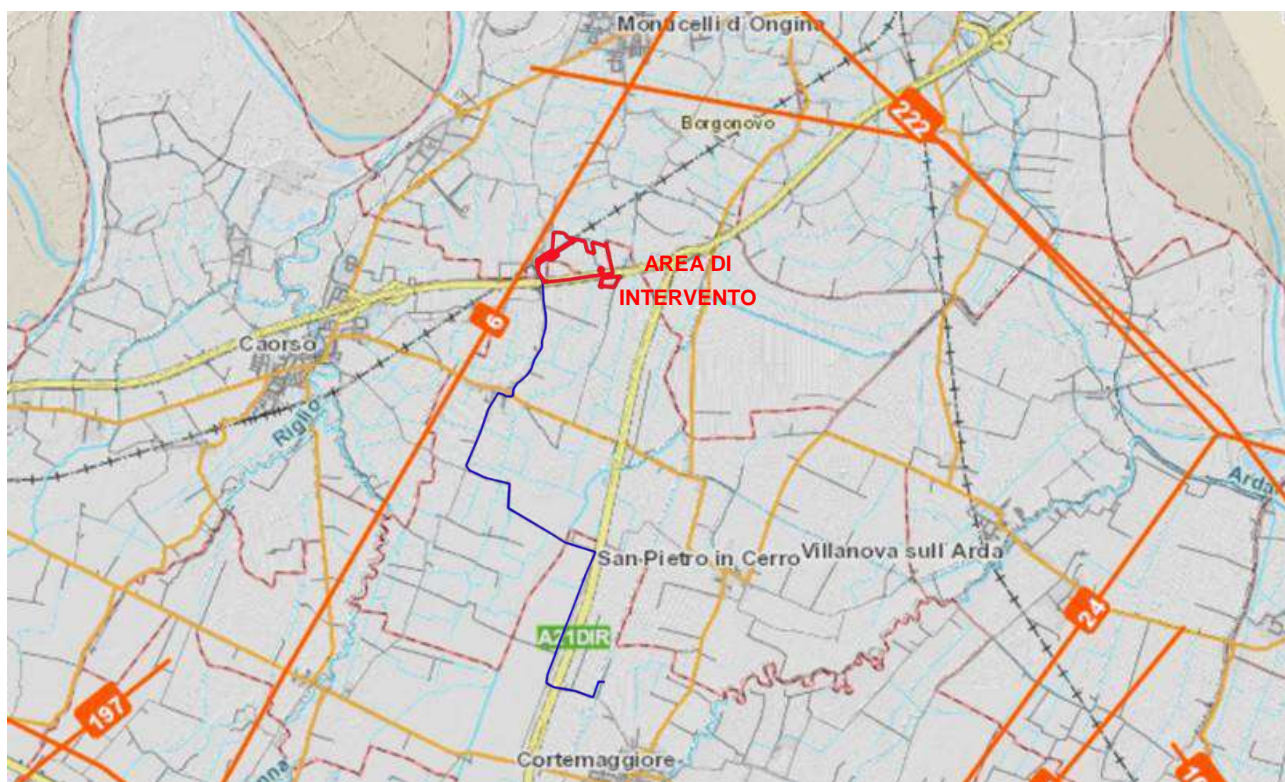 Monticelli d'Ongina
222
Borgonovo
AREA DI
INTERVENTO
6
Caorso
Riglio
Arda
San-Pietro in Cerro
Villanova sull'Arda
24
A21DIR
197
Cortemaggiore